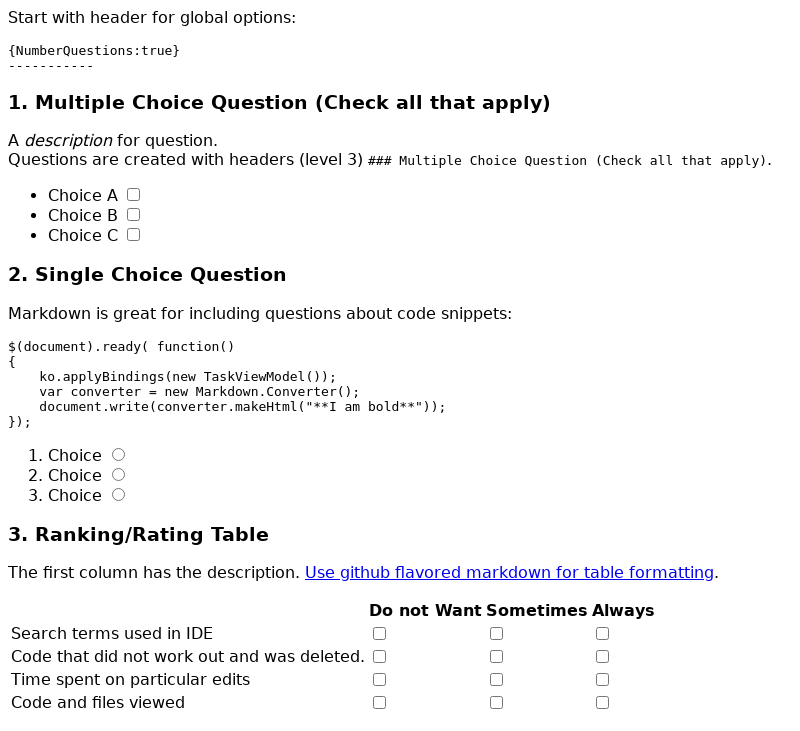 Start with header for global options:
{NumberQuestions:true}
-----------
1. Multiple Choice Question (Check all that apply)
A description for question.
Questions are created with headers (level 3) ### Multiple Choice Question (Check all that apply).
• Choice A
• Choice B
• Choice C
2. Single Choice Question
Markdown is great for including questions about code snippets:
$(document).ready( function()
{
    ko.applyBindings(new TaskViewModel());
    var converter = new Markdown.Converter();
    document.write(converter.makeHtml("**I am bold**"));
});
1. Choice
2. Choice
3. Choice
3. Ranking/Rating Table
The first column has the description. Use github flavored markdown for table formatting.
Do not Want Sometimes Always
Search terms used in IDE
Code that did not work out and was deleted.
Time spent on particular edits
Code and files viewed